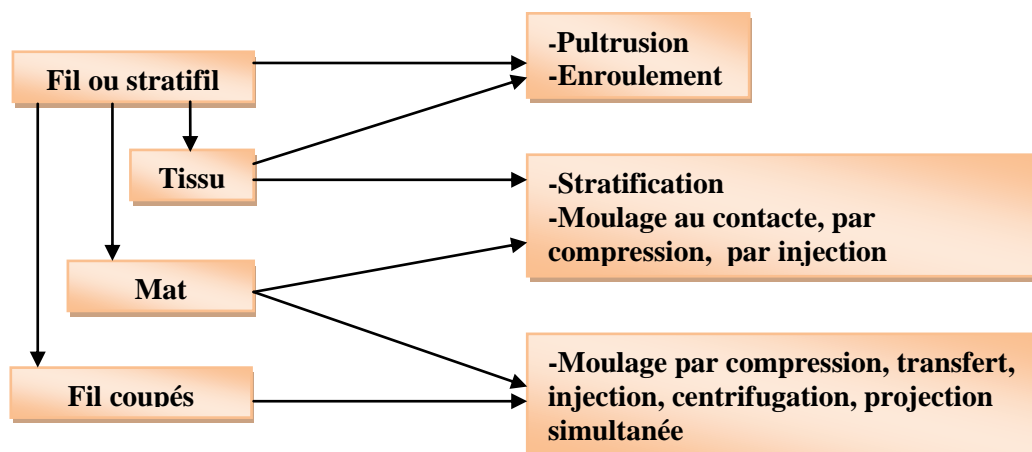 Fil ou stratifil
-Pultrusion
-Enroulement
Tissu
-Stratification
-Moulage au contacte, par
compression, par injection
Mat
Fil coupés
-Moulage par compression, transfert,
injection, centrifugation, projection
simultanée